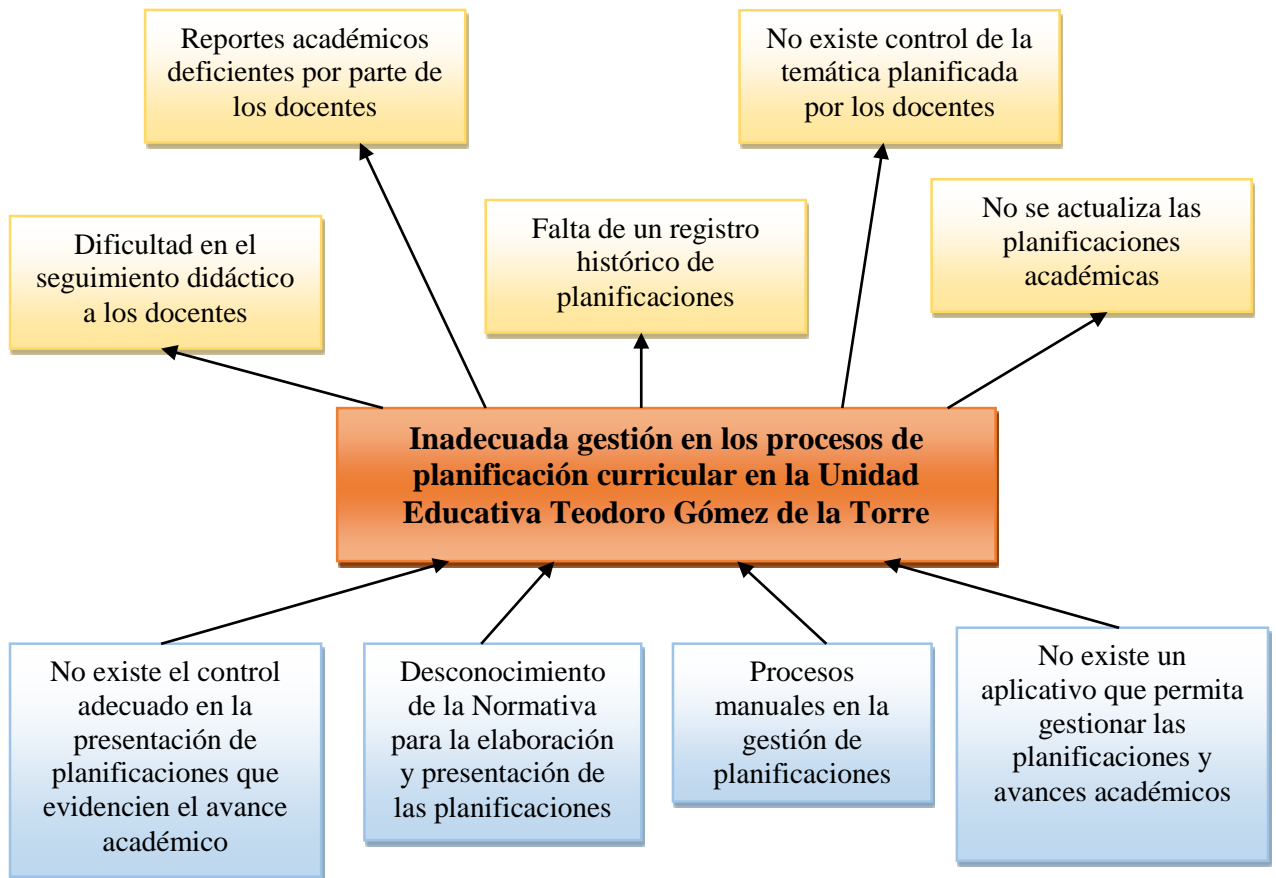 Reportes académicos
deficientes por parte de
los docentes
No existe control de la
temática planificada
por los docentes
Dificultad en el
seguimiento didáctico
a los docentes
Falta de un registro
histórico de
planificaciones
No se actualiza las
planificaciones
académicas
Inadecuada gestión en los procesos de
planificación curricular en la Unidad
Educativa Teodoro Gómez de la Torre
No existe el control
adecuado en la
presentación de
planificaciones que
evidencien el avance
académico
Desconocimiento
de la Normativa
para la elaboración
y presentación de
las planificaciones
Procesos
manuales en la
gestión de
planificaciones
No existe un
aplicativo que permita
gestionar las
planificaciones y
avances académicos